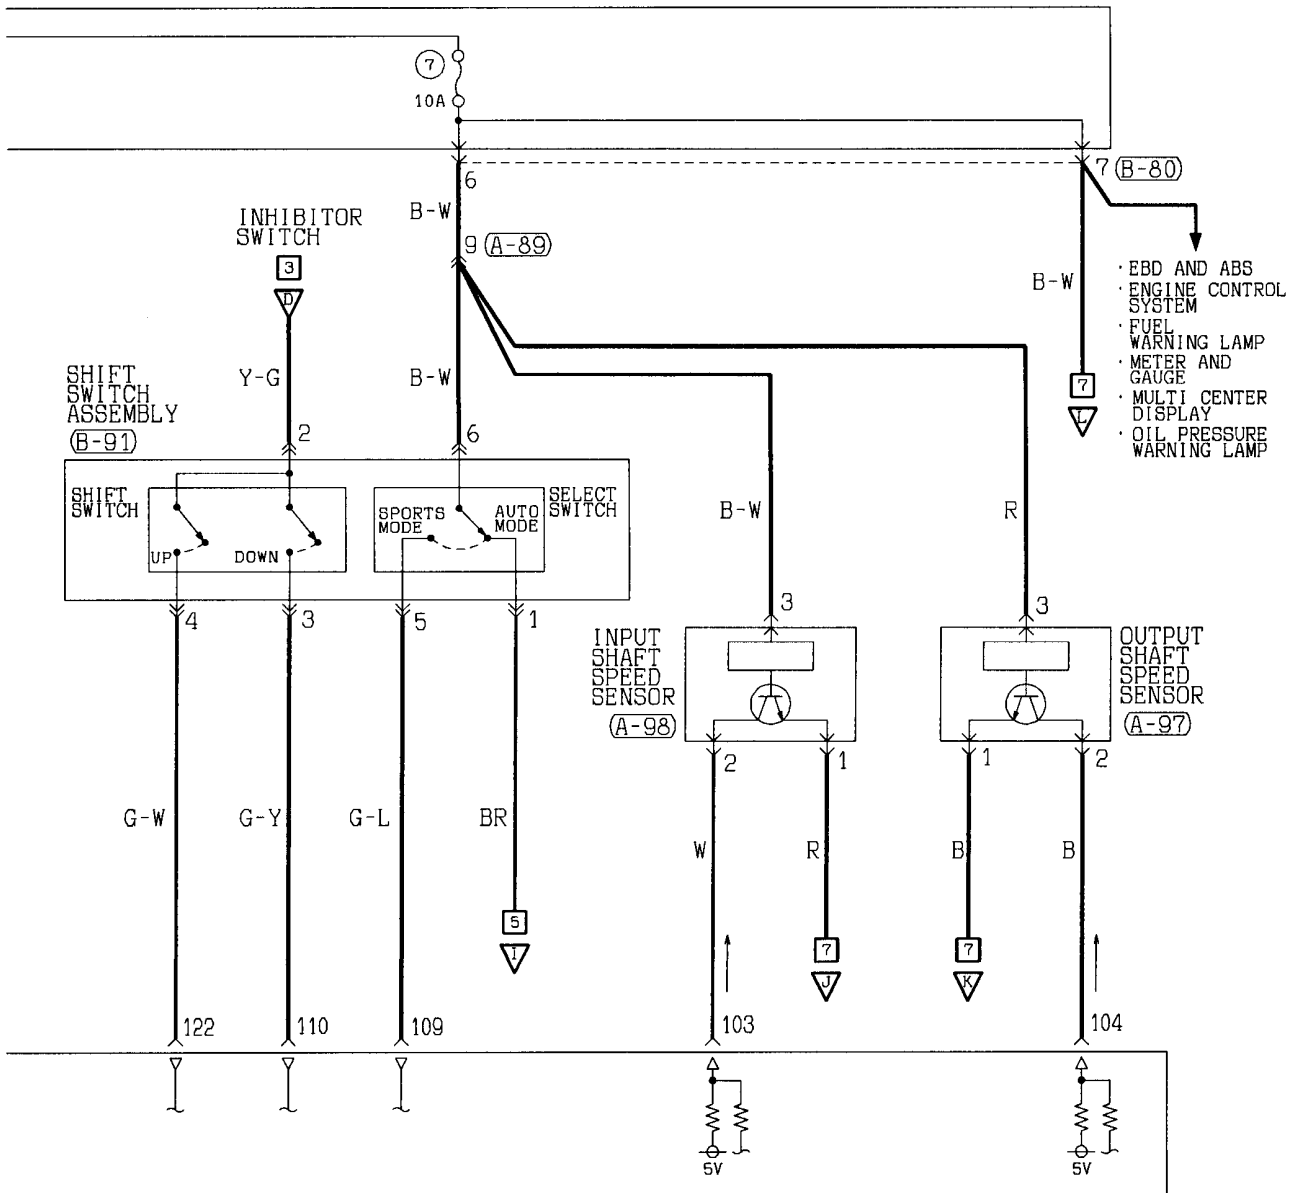 7
10A
6
7 (B-80)
B-W
INHIBITOR
SWITCH
9 (A-89)
3
D
B-W
· EBD AND ABS
· ENGINE CONTROL
SYSTEM
· FUEL
WARNING LAMP
· METER AND
GAUGE
· MULTI CENTER
DISPLAY
· OIL PRESSURE
WARNING LAMP
SHIFT
SWITCH
ASSEMBLY
(B-91)
Y-G
B-W
7
L
2
6
SHIFT
SWITCH
UP
DOWN
SPORTS
MODE
AUTO
MODE
SELECT
SWITCH
B-W
R
4
3
5
1
3
3
INPUT
SHAFT
SPEED
SENSOR
(A-98)
OUTPUT
SHAFT
SPEED
SENSOR
(A-97)
2
1
1
2
G-W
G-Y
G-L
BR
W
R
B
B
5
I
7
J
7
K
122
110
109
103
104
5V
5V